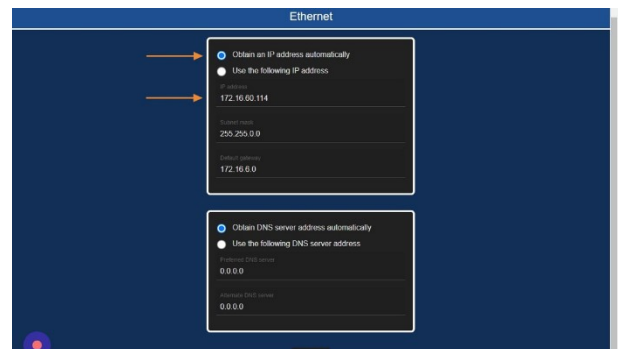 Ethernet
Obtain an IP address automatically
Use the following IP address
IP address
172.16.60.114
Subnet mask
255.255.0.0
Default gateway
172.16.6.0
Obtain DNS server address automatically
Use the following DNS server address
Preferred DNS server
0.0.0.0
Alternate DNS server
0.0.0.0